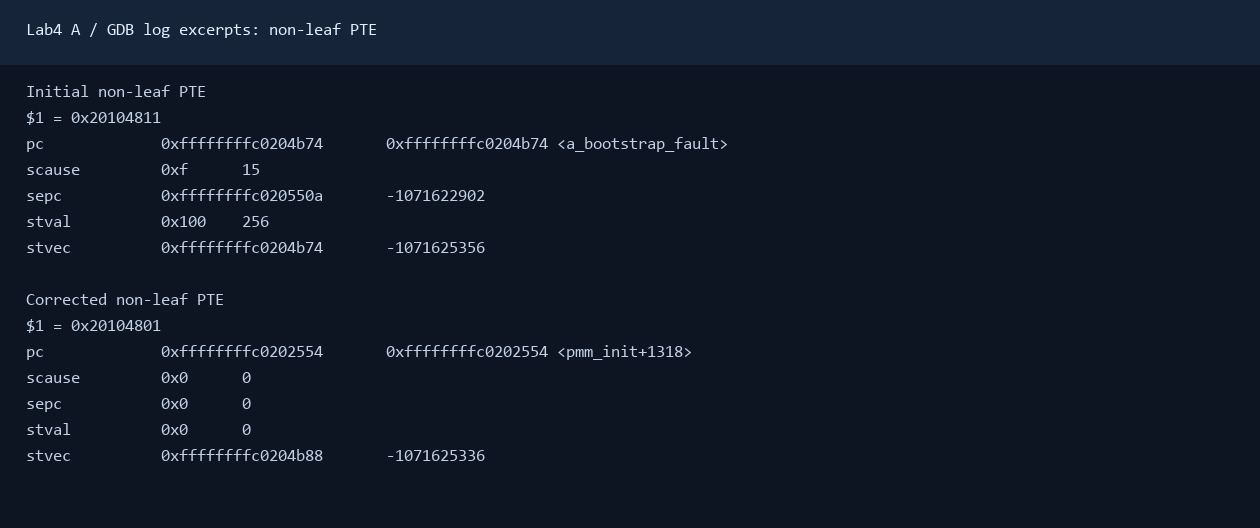 Lab4 A / GDB log excerpts: non-leaf PTE
Initial non-leaf PTE
$1 = 0x20104811
pc 0xffffffffc0204b74 0xffffffffc0204b74 <a_bootstrap_fault>
scause 0xf 15
sepc 0xffffffffc020550a -1071622902
stval 0x100 256
stvec 0xffffffffc0204b74 -1071625356
Corrected non-leaf PTE
$1 = 0x20104801
pc 0xffffffffc0202554 0xffffffffc0202554 <pmm_init+1318>
scause 0x0 0
sepc 0x0 0
stval 0x0 0
stvec 0xffffffffc0204b88 -1071625336